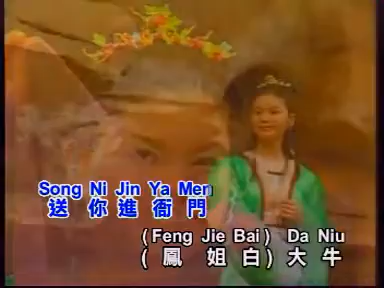 Song Ni Jin Ya Men
送 你 進 衙 門
(Feng Jie Bai) Da Niu
( 鳳 姐 白) 大 牛